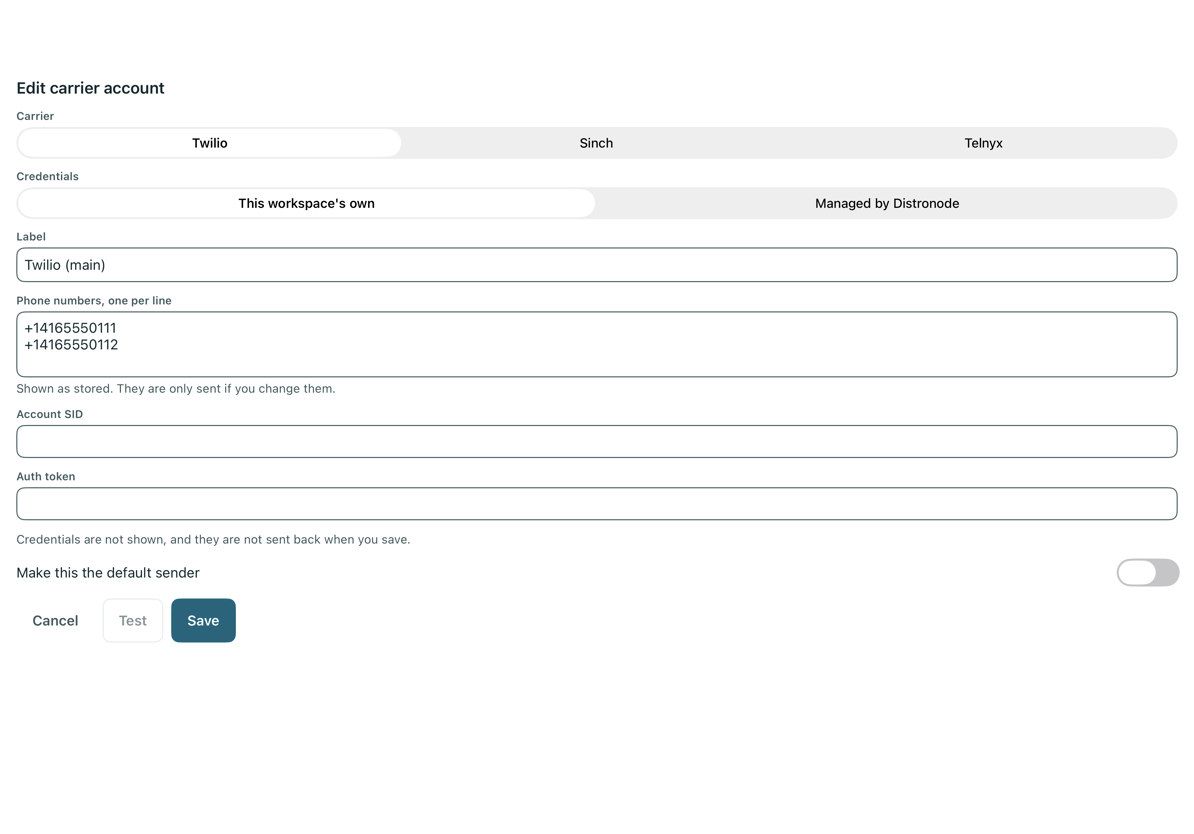 Edit carrier account
Carrier
Twilio
Sinch
Telnyx
Credentials
This workspace's own
Managed by Distronode
Label
Twilio (main)
Phone numbers, one per line
+14165550111
+14165550112
Shown as stored. They are only sent if you change them.
Account SID
Auth token
Credentials are not shown, and they are not sent back when you save.
Make this the default sender
Cancel
Test
Save